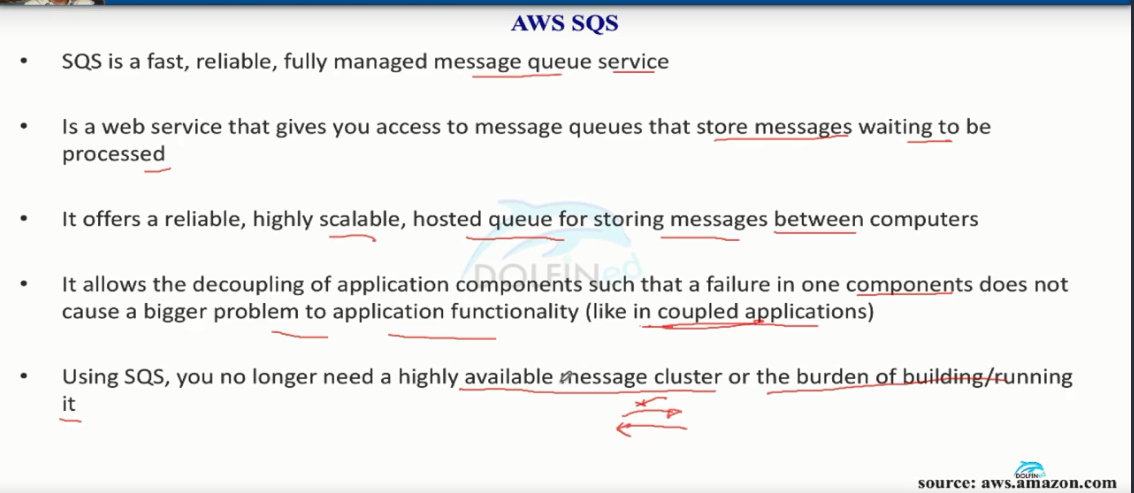 AWS SQS
• SQS is a fast, reliable, fully managed message queue service
• Is a web service that gives you access to message queues that store messages waiting to be
processed
• It offers a reliable, highly scalable, hosted queue for storing messages between computers
DOLFINed
• It allows the decoupling of application components such that a failure in one components does not
cause a bigger problem to application functionality (like in coupled applications)
• Using SQS, you no longer need a highly available message cluster or the burden of building/running
it
DOLFINed
source: aws.amazon.com